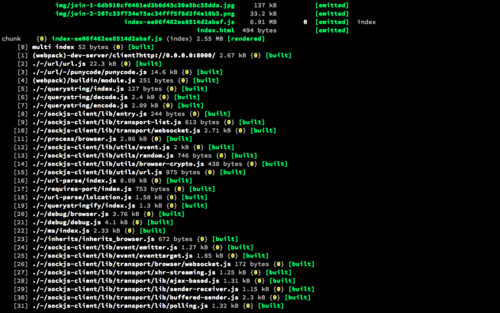 img/join-1-6db910cf6461ed3b0d43c30a5bc35dda.jpg 137 kB [emitted]
img/join-2-207c33f734e75ac34fff5f0d2f4e18b3.png 33.2 kB [emitted]
index-ae06f462ee8514d2abaf.js 6.91 MB 0 [emitted] index
index.html 494 bytes [emitted]
chunk {0} index-ae06f462ee8514d2abaf.js (index) 2.55 MB [rendered]
[0] multi index 52 bytes {0} [built]
[1] (webpack)-dev-server/client?http://0.0.0.0:8000/ 2.67 kB {0} [built]
[2] ./~/url/url.js 22.3 kB {0} [built]
[3] ./~/url/~/punycode/punycode.js 14.6 kB {0} [built]
[4] (webpack)/buildin/module.js 251 bytes {0} [built]
[5] ./~/querystring/index.js 127 bytes {0} [built]
[6] ./~/querystring/decode.js 2.4 kB {0} [built]
[7] ./~/querystring/encode.js 2.09 kB {0} [built]
[8] ./~/sockjs-client/lib/entry.js 244 bytes {0} [built]
[9] ./~/sockjs-client/lib/transport-list.js 613 bytes {0} [built]
[10] ./~/sockjs-client/lib/transport/websocket.js 2.71 kB {0} [built]
[11] ./~/process/browser.js 2.06 kB {0} [built]
[12] ./~/sockjs-client/lib/utils/event.js 2 kB {0} [built]
[13] ./~/sockjs-client/lib/utils/random.js 746 bytes {0} [built]
[14] ./~/sockjs-client/lib/utils/browser-crypto.js 438 bytes {0} [built]
[15] ./~/sockjs-client/lib/utils/url.js 975 bytes {0} [built]
[16] ./~/url-parse/index.js 8.09 kB {0} [built]
[17] ./~/requires-port/index.js 753 bytes {0} [built]
[18] ./~/url-parse/lolcation.js 1.58 kB {0} [built]
[19] ./~/querystringify/index.js 1.3 kB {0} [built]
[20] ./~/debug/browser.js 3.76 kB {0} [built]
[21] ./~/debug/debug.js 4.1 kB {0} [built]
[22] ./~/ms/index.js 2.33 kB {0} [built]
[23] ./~/inherits/inherits_browser.js 672 bytes {0} [built]
[24] ./~/sockjs-client/lib/event/emitter.js 1.27 kB {0} [built]
[25] ./~/sockjs-client/lib/event/eventtarget.js 1.85 kB {0} [built]
[26] ./~/sockjs-client/lib/transport/browser/websocket.js 172 bytes {0} [built]
[27] ./~/sockjs-client/lib/transport/xhr-streaming.js 1.25 kB {0} [built]
[28] ./~/sockjs-client/lib/transport/lib/ajax-based.js 1.31 kB {0} [built]
[29] ./~/sockjs-client/lib/transport/lib/sender-receiver.js 1.15 kB {0} [built]
[30] ./~/sockjs-client/lib/transport/lib/buffered-sender.js 2.3 kB {0} [built]
[31] ./~/sockjs-client/lib/transport/lib/polling.js 1.32 kB {0} [built]